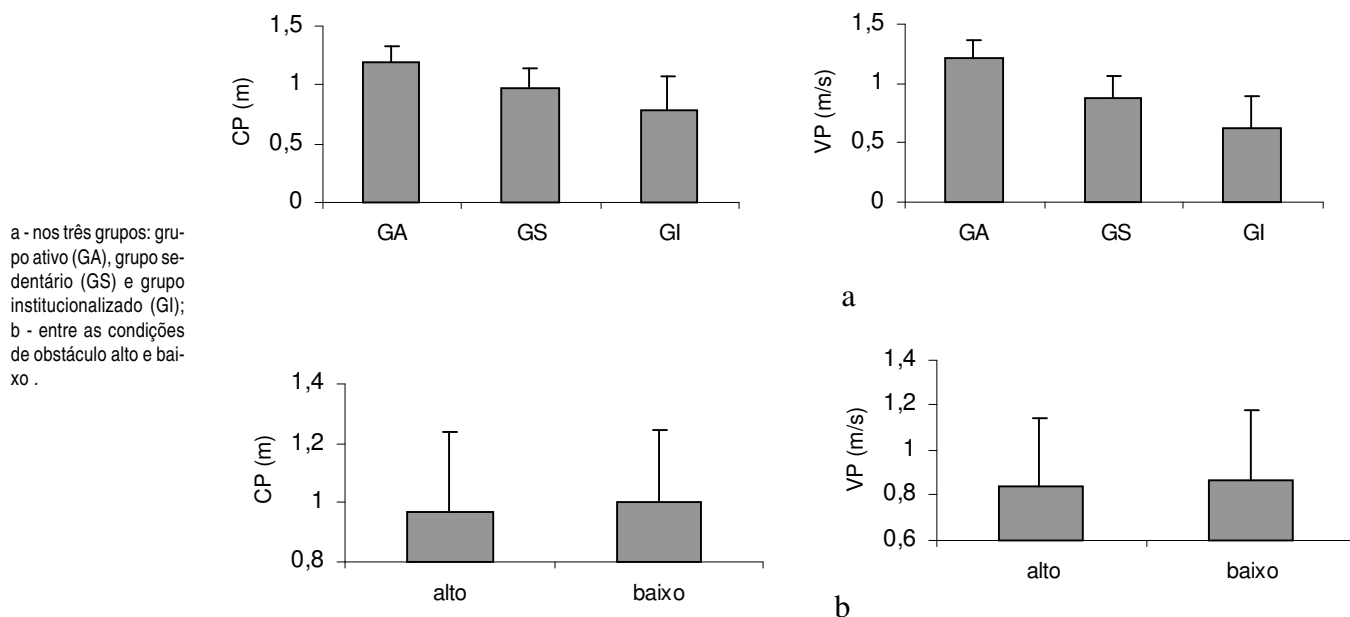 a - nos três grupos: gru-
po ativo (GA), grupo se-
dentário (GS) e grupo
institucionalizado (GI);
b - entre as condições
de obstáculo alto e bai-
xo .
CP (m)
1,5
1
0,5
0
GA GS GI
VP (m/s)
1,5
1
0,5
0
GA GS GI
a
CP (m)
1,4
1,2
1
0,8
alto baixo
VP (m/s)
1,4
1,2
1
0,8
0,6
alto baixo
b